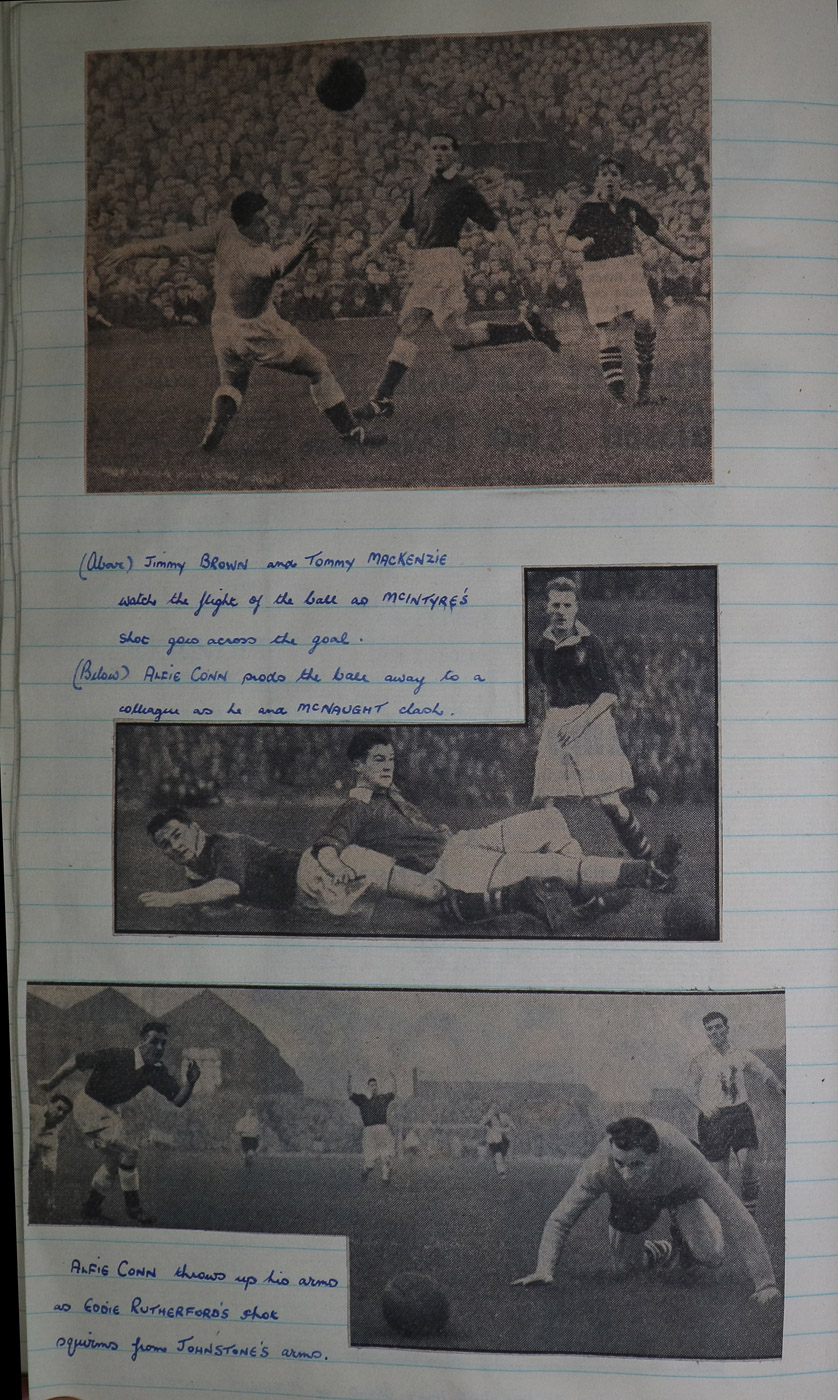 (Above) Jimmy BROWN and TOMMY MACKENZIE
watch the flight of the ball as MCINTYRE'S
shot goes across the goal.
(Below) ALFIE CONN prods the ball away to a
colleague as he and MCNAUGHT clash.
ALFIE CONN throws up his arms
as EDDIE RUTHERFORD'S shot
squirms from JOHNSTONE'S arms.